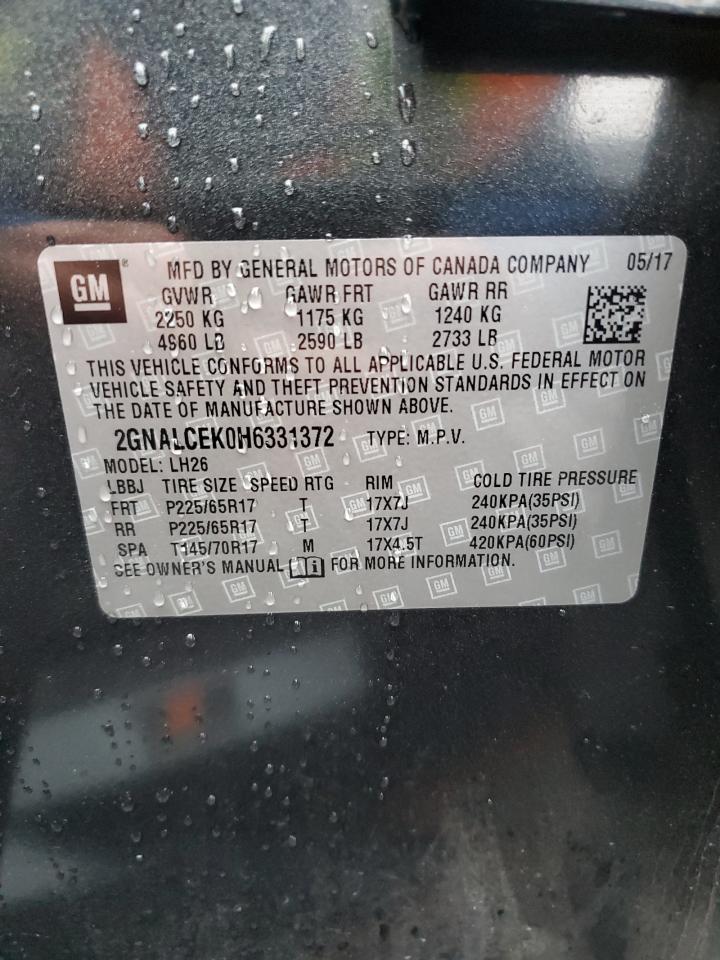 GM ® MFD BY GENERAL MOTORS OF CANADA COMPANY 05/17
GVWR GAWR FRT GAWR RR
2250 KG 1175 KG 1240 KG
4960 LB 2590 LB 2733 LB
THIS VEHICLE CONFORMS TO ALL APPLICABLE U.S. FEDERAL MOTOR
VEHICLE SAFETY AND THEFT PREVENTION STANDARDS IN EFFECT ON
THE DATE OF MANUFACTURE SHOWN ABOVE.
2GNALCEK0H6331372 TYPE: M.P.V.
MODEL: LH26
LBBJ TIRE SIZE SPEED RTG RIM COLD TIRE PRESSURE
FRT P225/65R17 T 17X7J 240KPA(35PSI)
RR P225/65R17 T 17X7J 240KPA(35PSI)
SPA T145/70R17 M 17X4.5T 420KPA(60PSI)
SEE OWNER'S MANUAL FOR MORE INFORMATION.